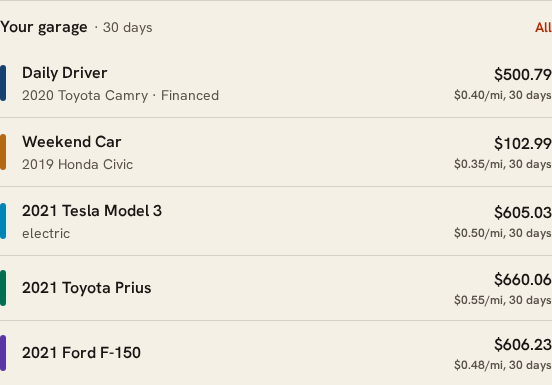 Your garage · 30 days All
Daily Driver $500.79
2020 Toyota Camry · Financed $0.40/mi, 30 days
Weekend Car $102.99
2019 Honda Civic $0.35/mi, 30 days
2021 Tesla Model 3 $605.03
electric $0.50/mi, 30 days
2021 Toyota Prius $660.06
$0.55/mi, 30 days
2021 Ford F-150 $606.23
$0.48/mi, 30 days